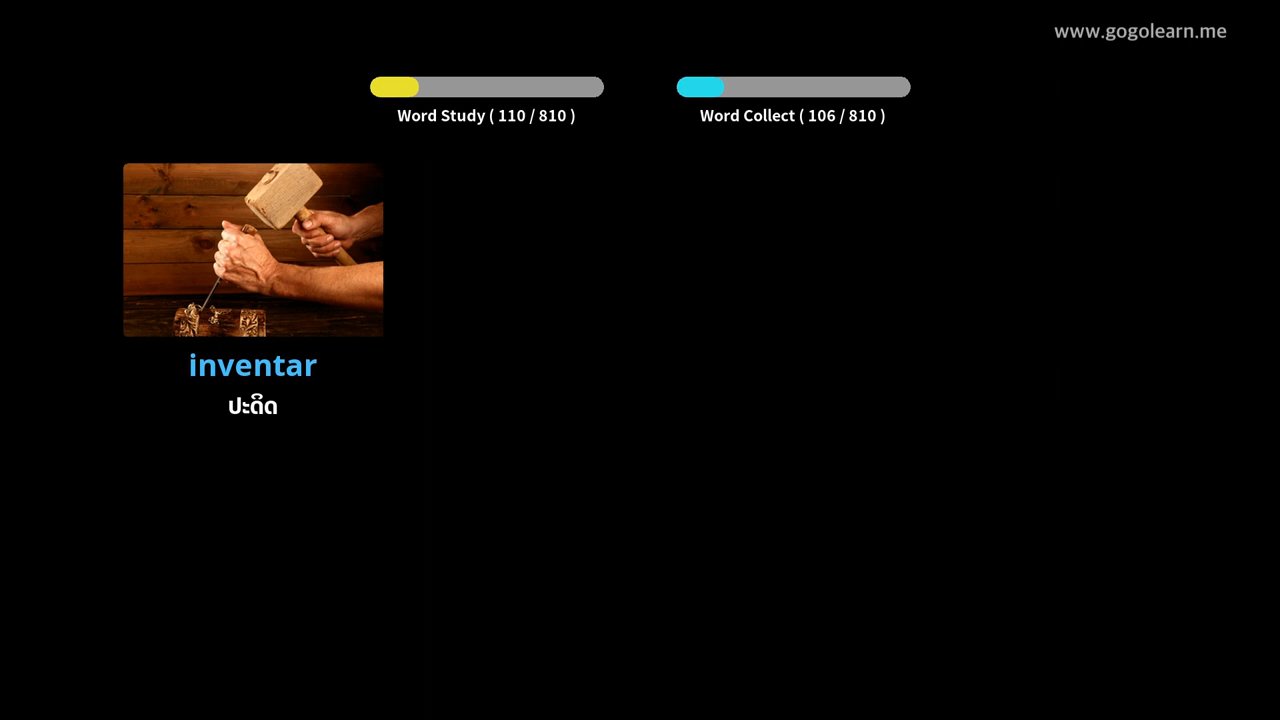 www.gogolearn.me
Word Study ( 110 / 810 )
Word Collect ( 106 / 810 )
inventar
ປະດິດ